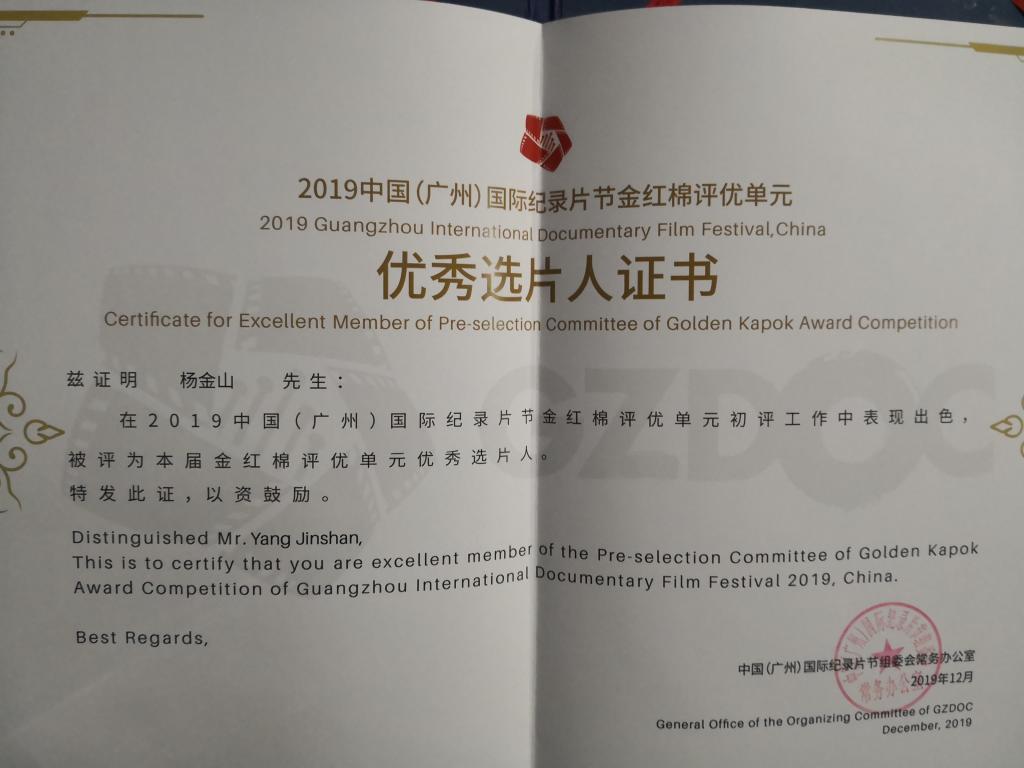 2019中国(广州)国际纪录片节金红棉评优单元
2019 Guangzhou International Documentary Film Festival,China
优秀选片人证书
Certificate for Excellent Member of Pre-selection Committee of Golden Kapok Award Competition
兹证明 杨金山 先生：
在2019中国(广州)国际纪录片节金红棉评优单元初评工作中表现出色，
被评为本届金红棉评优单元优秀选片人。
特发此证，以资鼓励。
GZDOC
Distinguished Mr. Yang Jinshan,
This is to certify that you are excellent member of the Pre-selection Committee of Golden Kapok
Award Competition of Guangzhou International Documentary Film Festival 2019, China.
Best Regards,
中国(广州)国际纪录片节组委会常务办公室
2019年12月
常务办公室
General Office of the Organizing Committee of GZDOC
December, 2019